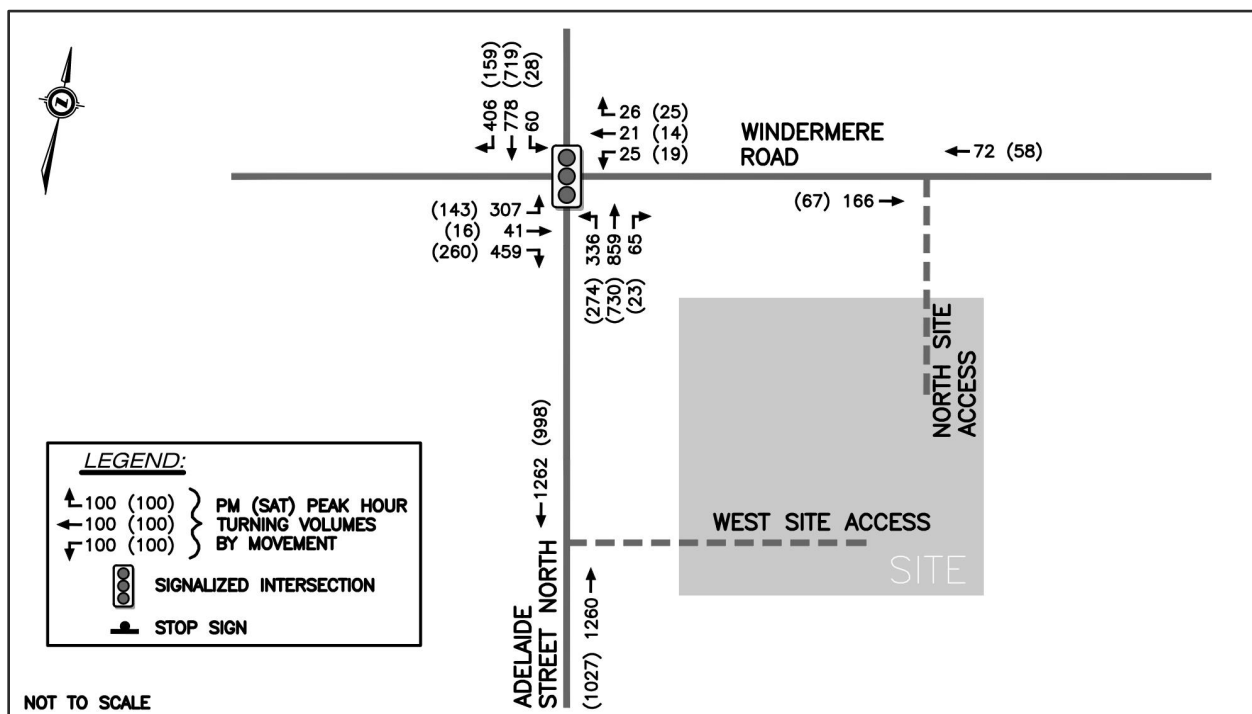 (159)
(719)
(28)
406
778
60
26 (25)
21 (14)
25 (19)
WINDERMERE
ROAD
72 (58)
(67) 166
(143) 307
(16) 41
(260) 459
336
859
65
(274)
(730)
(23)
NORTH SITE
ACCESS
1262 (998)
LEGEND:
100 (100)
100 (100)
100 (100)
PM (SAT) PEAK HOUR
TURNING VOLUMES
BY MOVEMENT
SIGNALIZED INTERSECTION
STOP SIGN
WEST SITE ACCESS
SITE
ADELAIDE
STREET NORTH
(1027) 1260
NOT TO SCALE